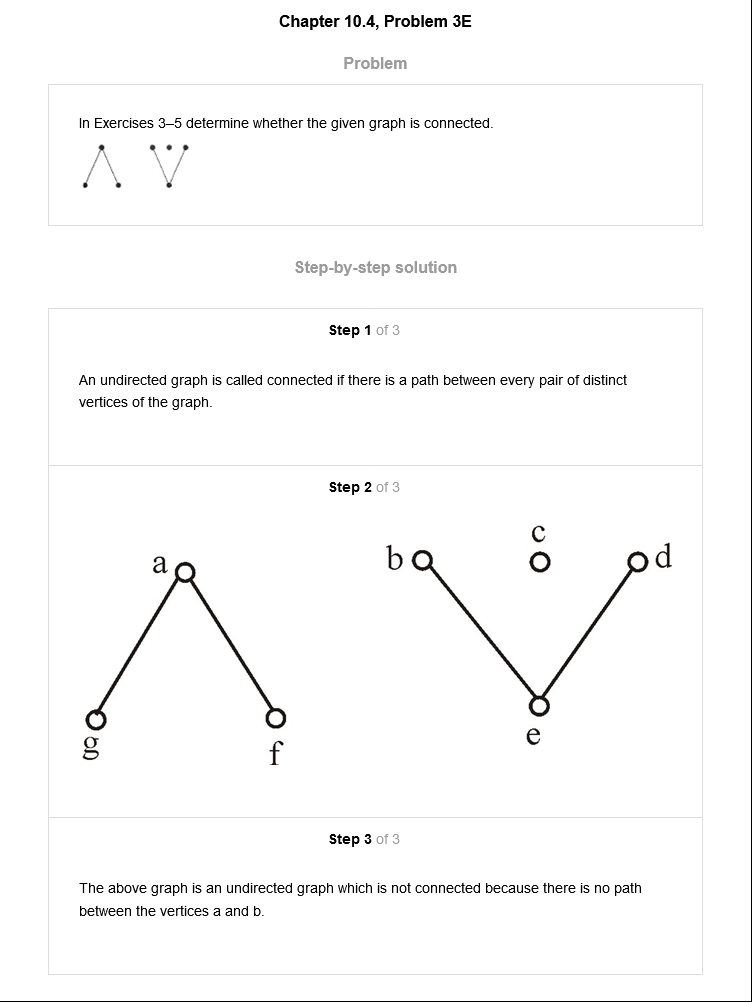 Chapter 10.4, Problem 3E
Problem
In Exercises 3–5 determine whether the given graph is connected.
Step-by-step solution
Step 1 of 3
An undirected graph is called connected if there is a path between every pair of distinct
vertices of the graph.
Step 2 of 3
a
b
c
d
g
f
e
Step 3 of 3
The above graph is an undirected graph which is not connected because there is no path
between the vertices a and b.